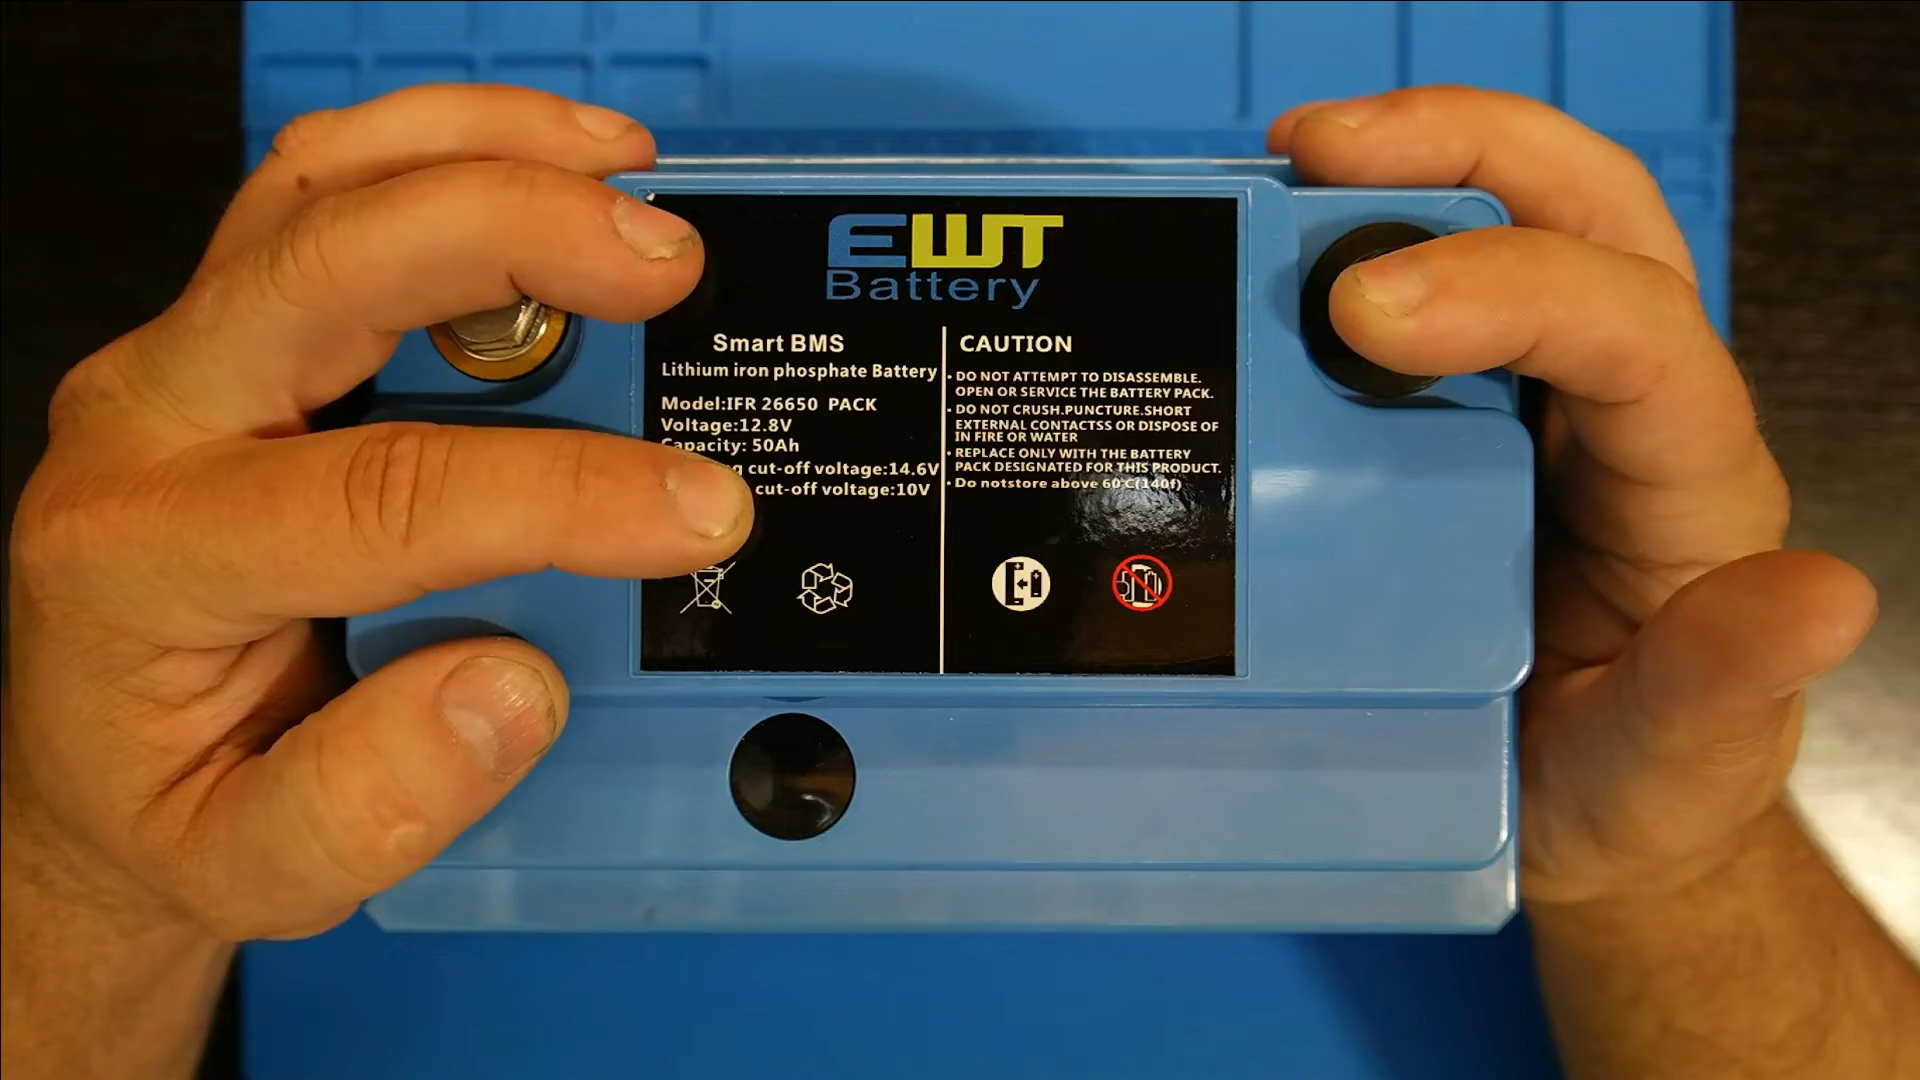 EWT
Battery
Smart BMS
Lithium iron phosphate Battery
Model:IFR 26650 PACK
Voltage:12.8V
Capacity: 50Ah
cut-off voltage:14.6V
cut-off voltage:10V
CAUTION
• DO NOT ATTEMPT TO DISASSEMBLE.
OPEN OR SERVICE THE BATTERY PACK.
• DO NOT CRUSH.PUNCTURE.SHORT
EXTERNAL CONTACTSS OR DISPOSE OF
IN FIRE OR WATER
• REPLACE ONLY WITH THE BATTERY
PACK DESIGNATED FOR THIS PRODUCT.
• Do notstore above 60℃(140f)